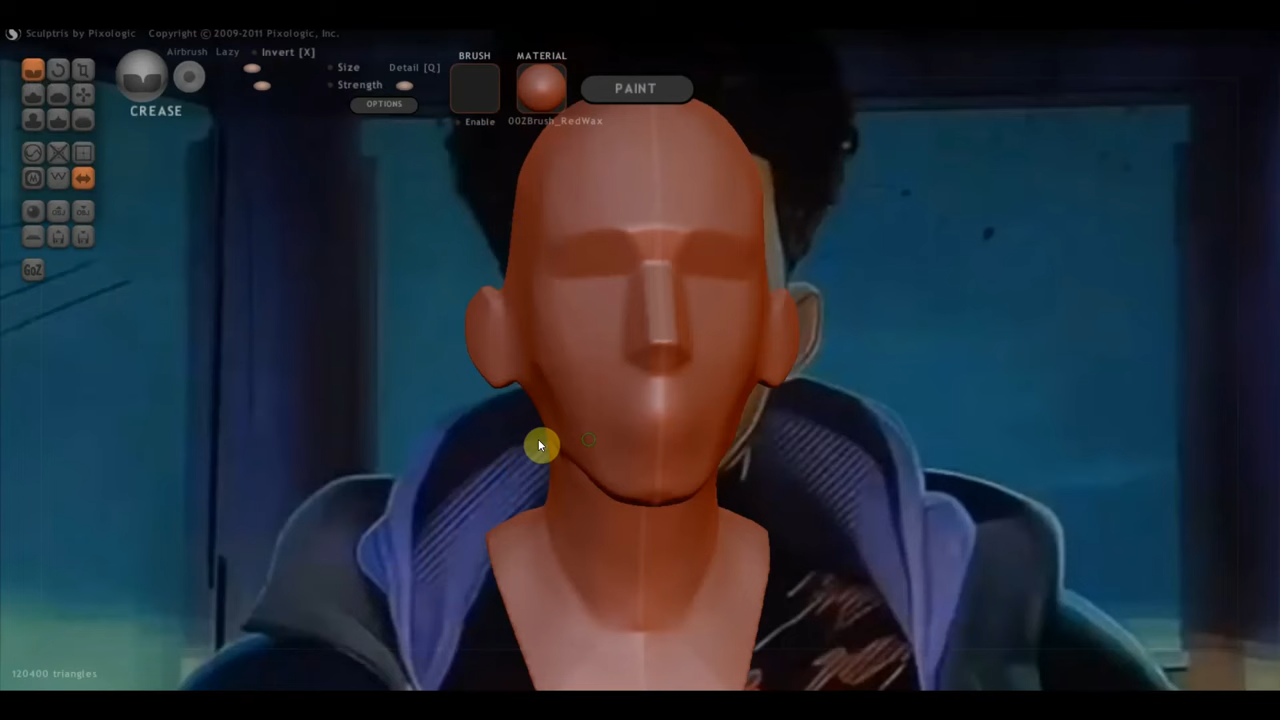 Sculptris by Pixologic Copyright © 2009-2011 Pixologic, Inc.
Airbrush Lazy Invert [X]
CREASE
Size Detail [Q]
Strength
OPTIONS
BRUSH
Enable
MATERIAL
00ZBrush_RedWax
PAINT
GoZ
120400 triangles